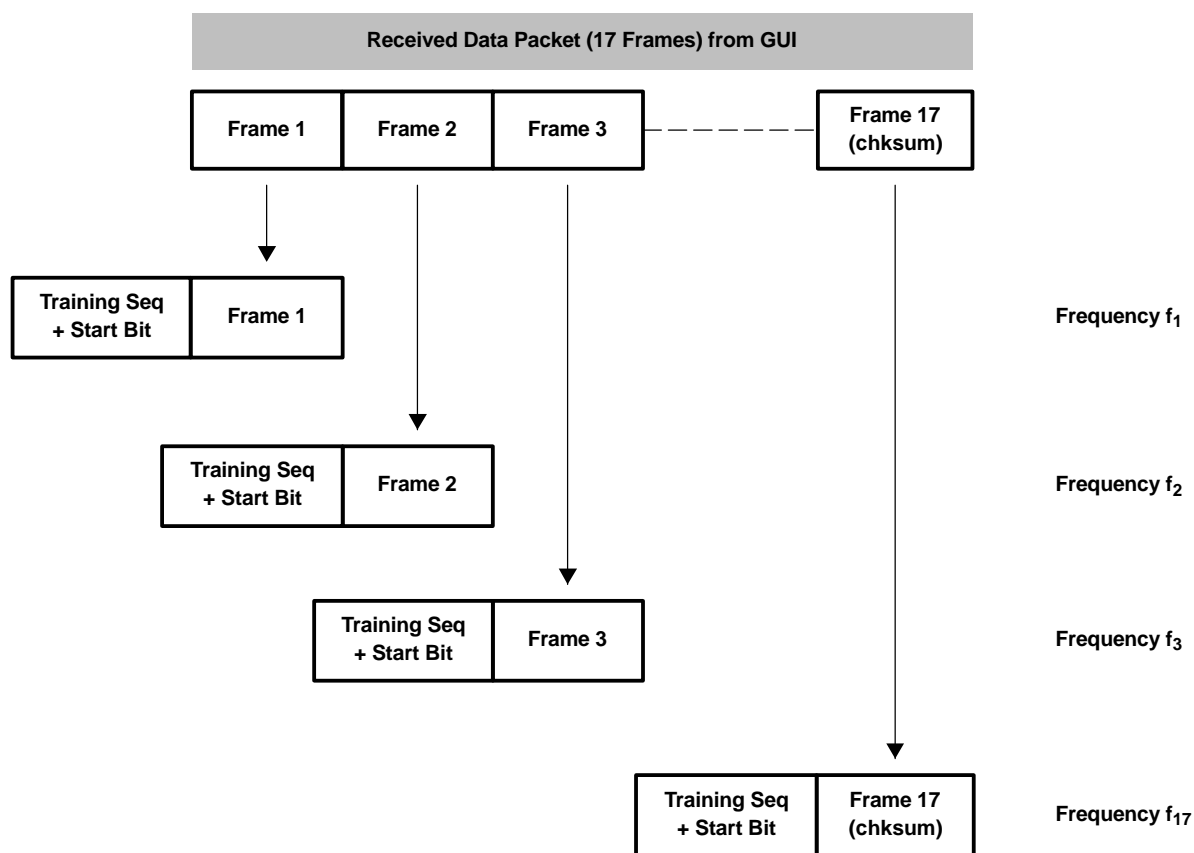 Received Data Packet (17 Frames) from GUI
Frame 1
Frame 2
Frame 3
Frame 17
(chksum)
Training Seq
+ Start Bit
Frame 1
Frequency f1
Training Seq
+ Start Bit
Frame 2
Frequency f2
Training Seq
+ Start Bit
Frame 3
Frequency f3
Training Seq
+ Start Bit
Frame 17
(chksum)
Frequency f17